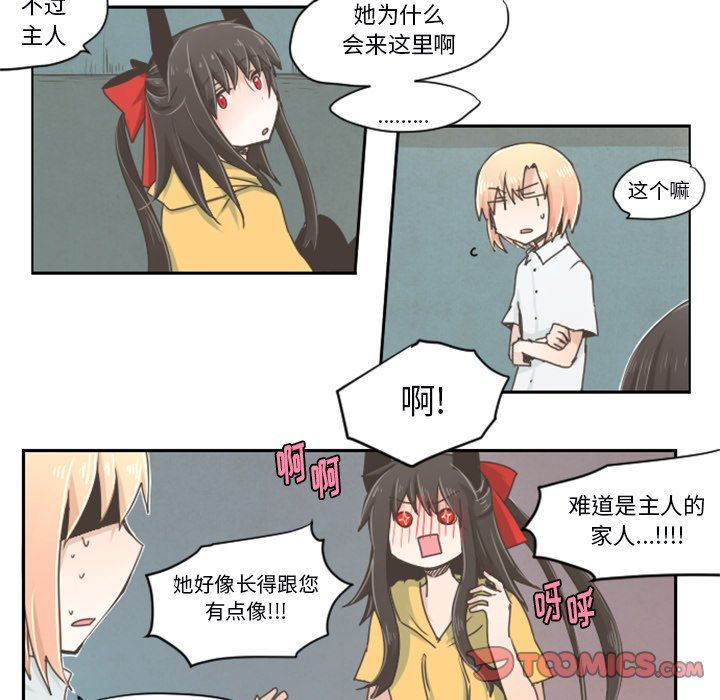 不过
主人
她为什么
会来这里啊
.........
这个嘛
啊!
啊啊
难道是主人的
家人...!!!!
她好像长得跟您
有点像!!!
呀呼
TOOMICS.COM